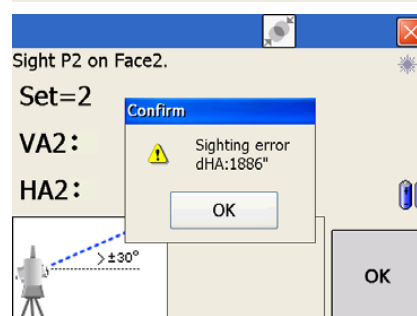 Sight P2 on Face2.
Set=2
Confirm
VA2:
Sighting error
dHA:1886"
HA2:
OK
>±30°
OK